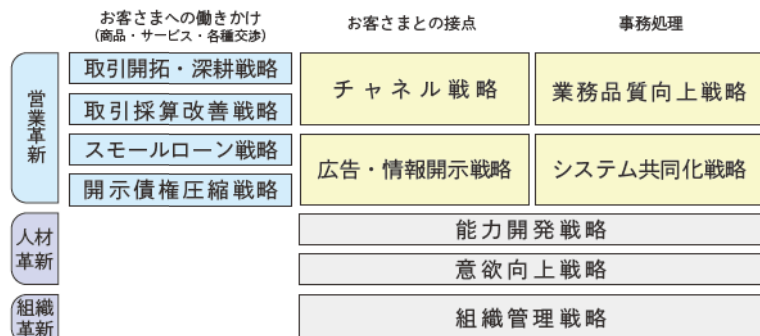 お客さまへの働きかけ
(商品・サービス・各種交渉)
お客さまとの接点
事務処理
営業革新
取引開拓・深耕戦略
取引採算改善戦略
スモールローン戦略
開示債権圧縮戦略
チャネル戦略
広告・情報開示戦略
業務品質向上戦略
システム共同化戦略
人材
革新
能力開発戦略
意欲向上戦略
組織
革新
組織管理戦略